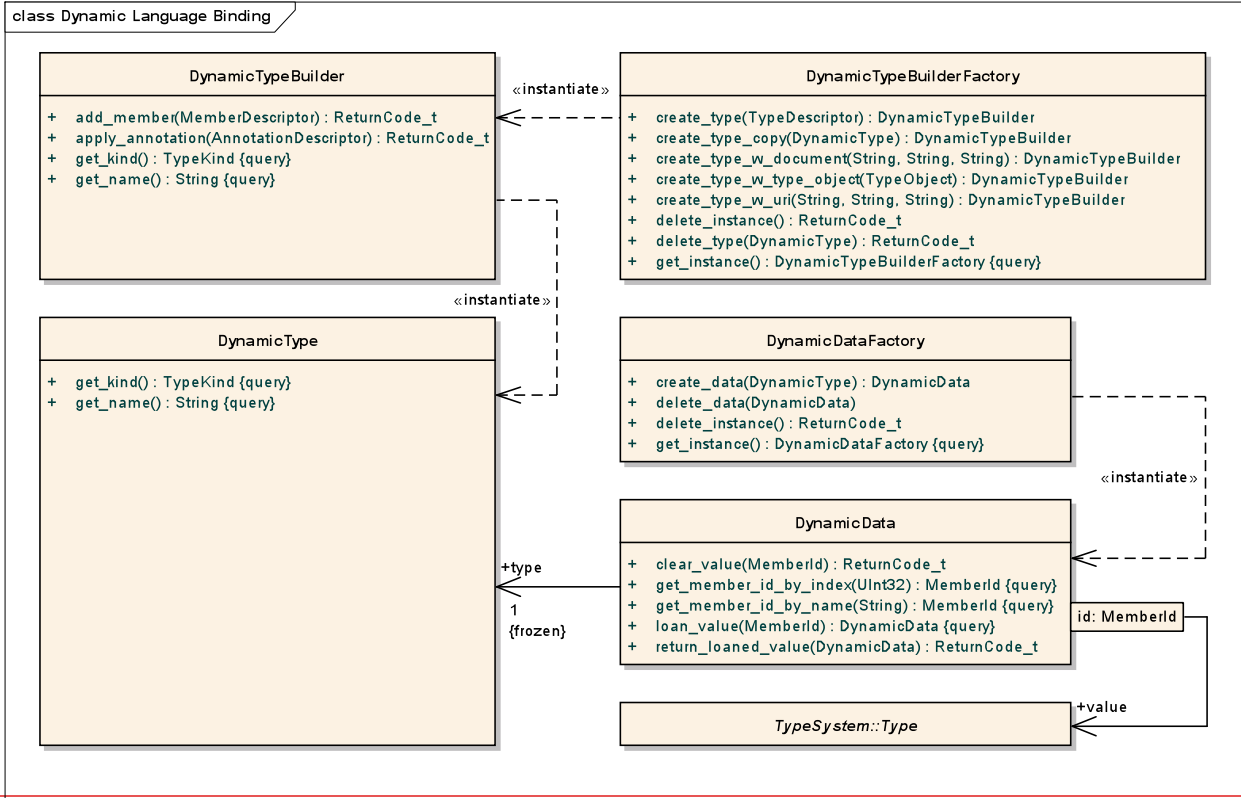 class Dynamic Language Binding
DynamicTypeBuilder
+ add_member(MemberDescriptor) : ReturnCode_t
+ apply_annotation(AnnotationDescriptor) : ReturnCode_t
+ get_kind() : TypeKind {query}
+ get_name() : String {query}
«instantiate»
DynamicTypeBuilderFactory
+ create_type(TypeDescriptor) : DynamicTypeBuilder
+ create_type_copy(DynamicType) : DynamicTypeBuilder
+ create_type_w_document(String, String, String) : DynamicTypeBuilder
+ create_type_w_type_object(TypeObject) : DynamicTypeBuilder
+ create_type_w_uri(String, String, String) : DynamicTypeBuilder
+ delete_instance() : ReturnCode_t
+ delete_type(DynamicType) : ReturnCode_t
+ get_instance() : DynamicTypeBuilderFactory {query}
«instantiate»
DynamicType
+ get_kind() : TypeKind {query}
+ get_name() : String {query}
DynamicDataFactory
+ create_data(DynamicType) : DynamicData
+ delete_data(DynamicData)
+ delete_instance() : ReturnCode_t
+ get_instance() : DynamicDataFactory {query}
«instantiate»
DynamicData
+ clear_value(MemberId) : ReturnCode_t
+ get_member_id_by_index(UInt32) : MemberId {query}
+ get_member_id_by_name(String) : MemberId {query}
+ loan_value(MemberId) : DynamicData {query}
+ return_loaned_value(DynamicData) : ReturnCode_t
+type
1
{frozen}
id: MemberId
+value
TypeSystem::Type